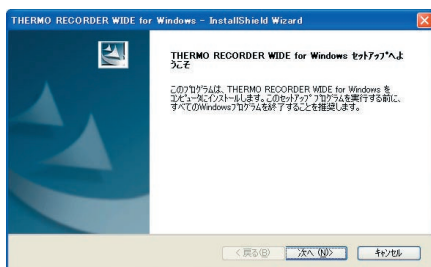 THERMO RECORDER WIDE for Windows - InstallShield Wizard
THERMO RECORDER WIDE for Windows セットアップへよ
うこそ
このプログラムは、THERMO RECORDER WIDE for Windows を
コンピュータにインストールします。このセットアップ プログラムを実行する前に、
すべてのWindowsプログラムを終了することを推奨します。
< 戻る(B)
次へ (N)>
キャンセル